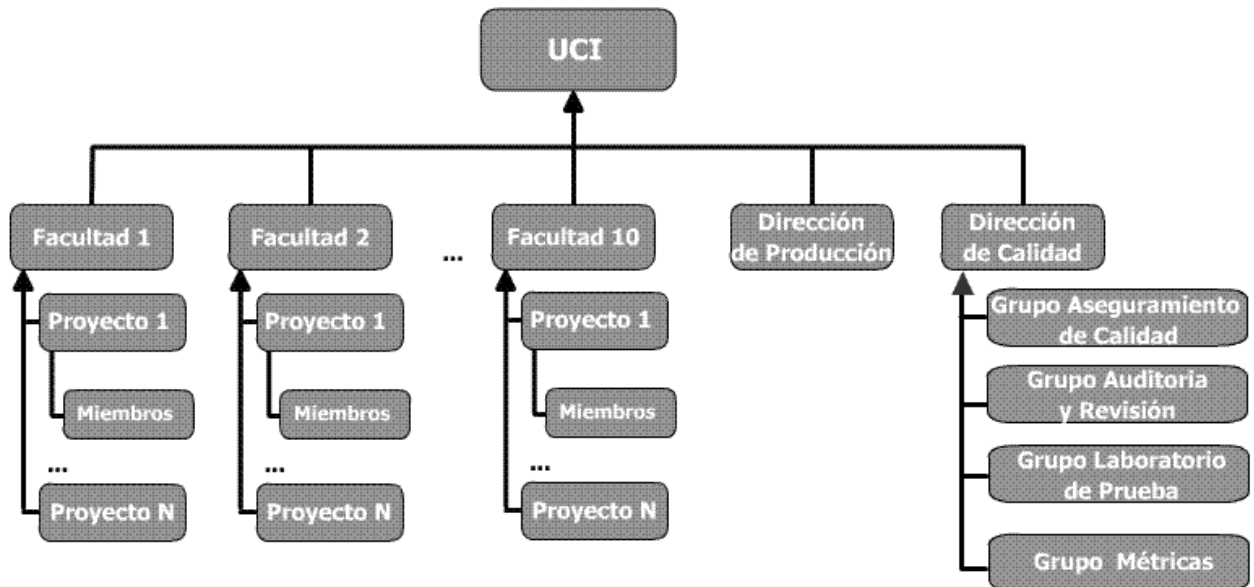 UCI
Facultad 1
Facultad 2
...
Facultad 10
Dirección
de Producción
Dirección
de Calidad
Proyecto 1
Miembros
...
Proyecto N
Proyecto 1
Miembros
...
Proyecto N
Proyecto 1
Miembros
...
Proyecto N
Grupo Aseguramiento
de Calidad
Grupo Auditoria
y Revisión
Grupo Laboratorio
de Prueba
Grupo Métricas